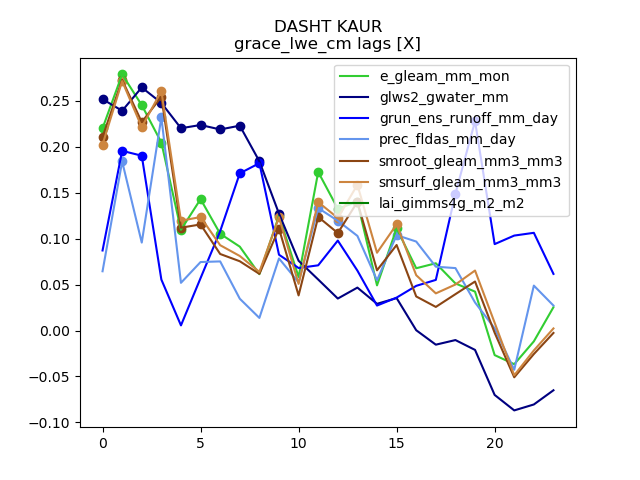 DASHT KAUR
grace_lwe_cm lags [X]
e_gleam_mm_mon
glws2_gwater_mm
grun_ens_runoff_mm_day
prec_fldas_mm_day
smroot_gleam_mm3_mm3
smsurf_gleam_mm3_mm3
lai_gimms4g_m2_m2
0.25
0.20
0.15
0.10
0.05
0.00
−0.05
−0.10
0 5 10 15 20